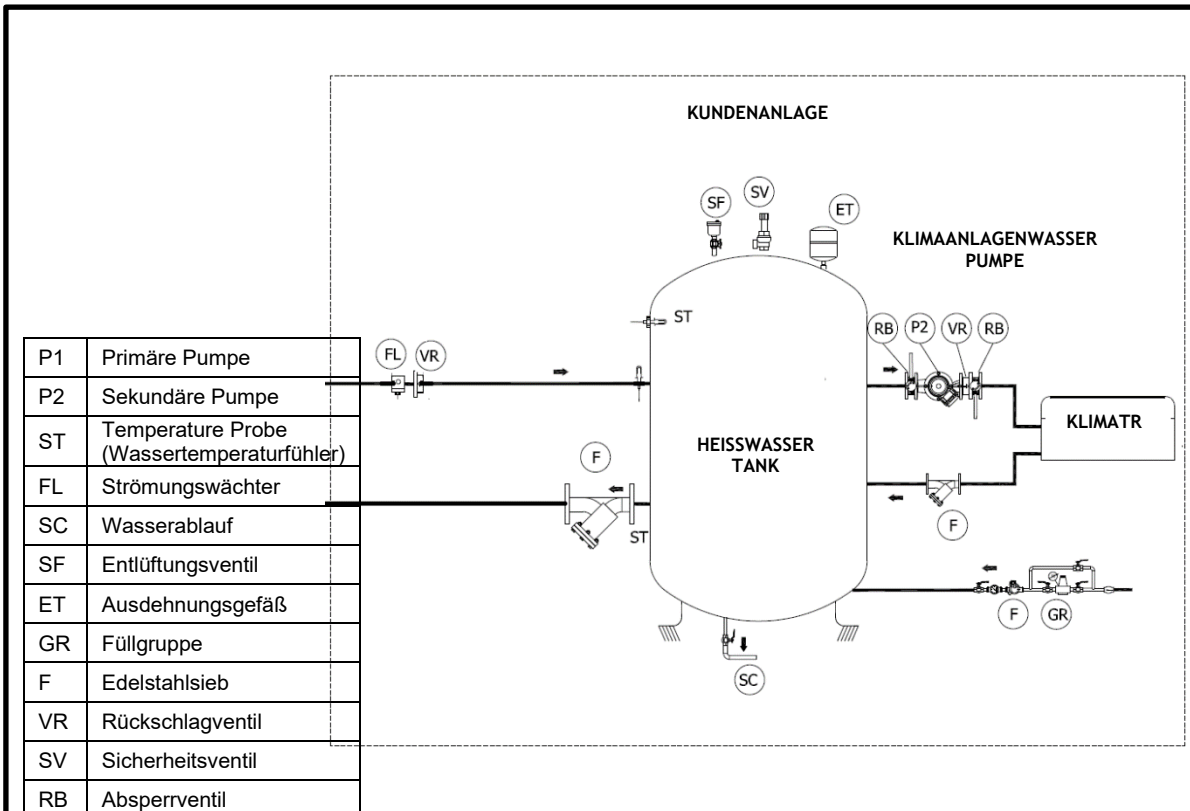 KUNDENANLAGE
SV
SF
ET
KLIMAANLAGENWASSER
PUMPE
ST
RB
P2
VR
RB
FL
VR
KLIMATR
HEISSWASSER
TANK
F
ST
F
F
GR
SC
P1 Primäre Pumpe
P2 Sekundäre Pumpe
ST Temperature Probe
(Wassertemperaturfühler)
FL Strömungswächter
SC Wasserablauf
SF Entlüftungsventil
ET Ausdehnungsgefäß
GR Füllgruppe
F Edelstahlsieb
VR Rückschlagventil
SV Sicherheitsventil
RB Absperrventil